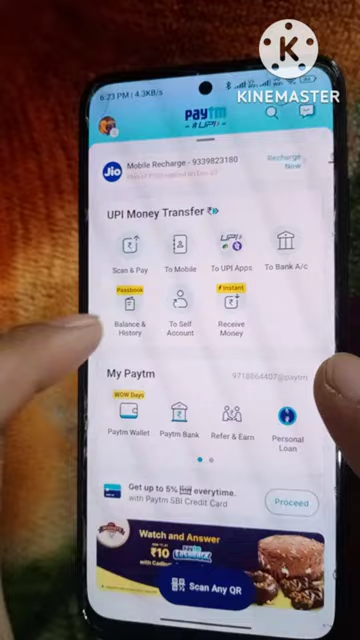 K
KINEMASTER
6:23 PM | 4.3KB/s
paytm
UPI
Jio
Mobile Recharge - 9339823180
Recharge
Now
UPI Money Transfer
Scan & Pay
To Mobile
UPI
To UPI Apps
To Bank A/c
Passbook
Instant
Balance &
History
To Self
Account
Receive
Money
My Paytm
9718864407@paytm
WOW Days
Paytm Wallet
Paytm Bank
Refer & Earn
Personal
Loan
Get up to 5% everytime.
with Paytm SBI Credit Card
Proceed
Watch and Answer
₹10 CASHBACK
with Cad
Scan Any QR